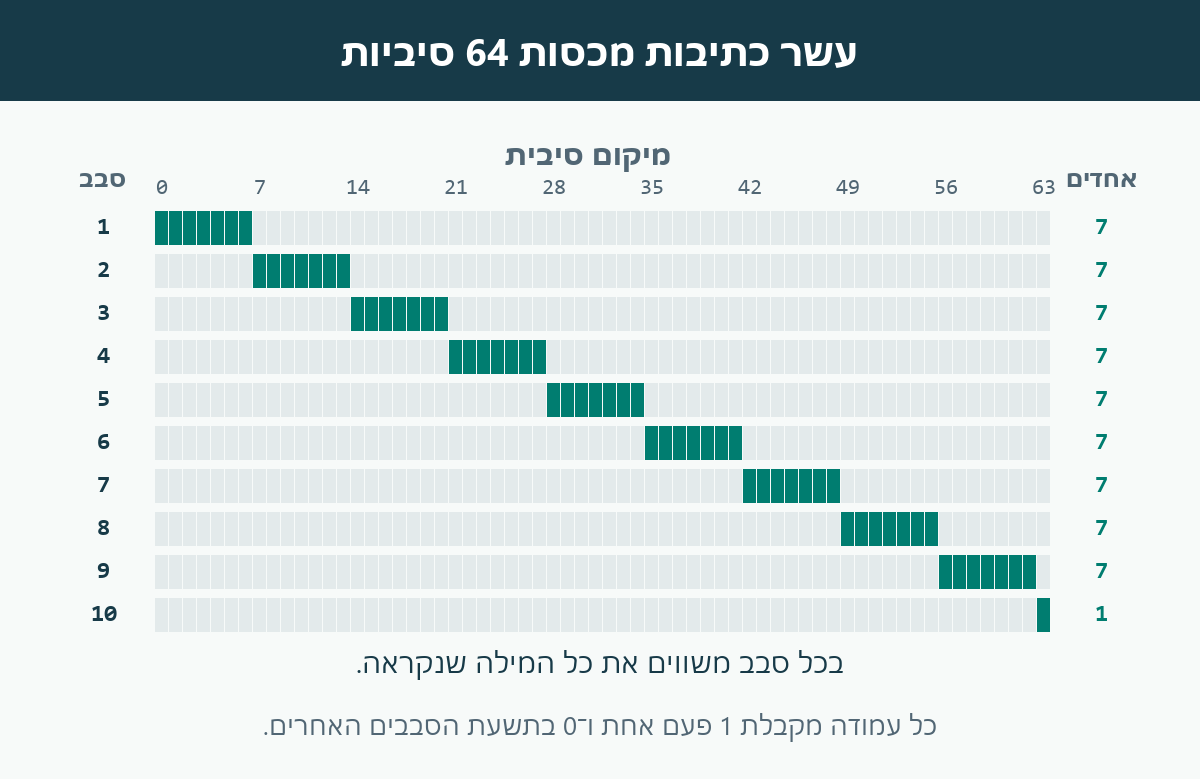 עשר כתיבות מכסות 64 סיביות
מיקום סיבית
סבב 0 7 14 21 28 35 42 49 56 63 אחדים
1 7
2 7
3 7
4 7
5 7
6 7
7 7
8 7
9 7
10 1
בכל סבב משווים את כל המילה שנקראה.
כל עמודה מקבלת 1 פעם אחת ו־0 בתשעת הסבבים האחרים.